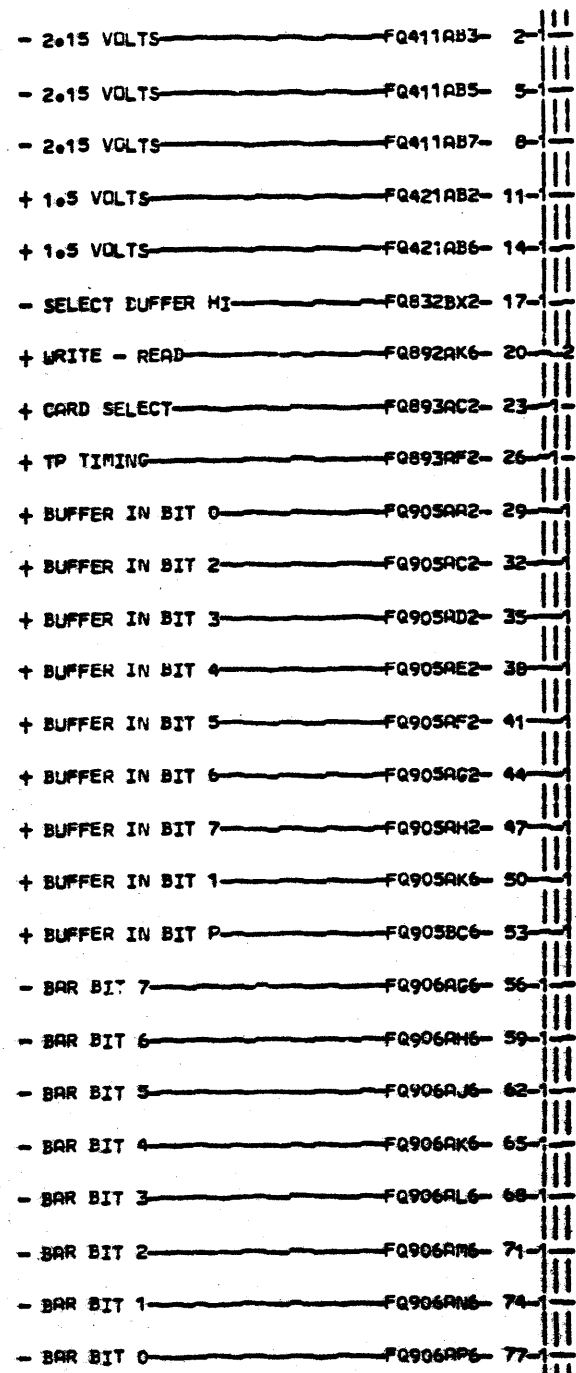 - 2.15 VOLTS FQ411AB3- 2-1
- 2.15 VOLTS FQ411AB5- 5-1
- 2.15 VOLTS FQ411AB7- 8-1
+ 1.5 VOLTS FQ421AB2- 11-1
+ 1.5 VOLTS FQ421AB6- 14-1
- SELECT BUFFER HI FQ832BX2- 17-1
+ WRITE - READ FQ892AK6- 20-2
+ CARD SELECT FQ893AC2- 23-1
+ TP TIMING FQ893AF2- 26-1
+ BUFFER IN BIT 0 FQ905AA2- 29-1
+ BUFFER IN BIT 2 FQ905AC2- 32-1
+ BUFFER IN BIT 3 FQ905AD2- 35-1
+ BUFFER IN BIT 4 FQ905AE2- 38-1
+ BUFFER IN BIT 5 FQ905AF2- 41-1
+ BUFFER IN BIT 6 FQ905AG2- 44-1
+ BUFFER IN BIT 7 FQ905AH2- 47-1
+ BUFFER IN BIT 1 FQ905AK6- 50-1
+ BUFFER IN BIT P FQ905BC6- 53-1
- BAR BIT 7 FQ906AG6- 56-1
- BAR BIT 6 FQ906AH6- 59-1
- BAR BIT 5 FQ906AJ6- 62-1
- BAR BIT 4 FQ906AK6- 65-1
- BAR BIT 3 FQ906AL6- 68-1
- BAR BIT 2 FQ906AM6- 71-1
- BAR BIT 1 FQ906AN6- 74-1
- BAR BIT 0 FQ906AP6- 77-1